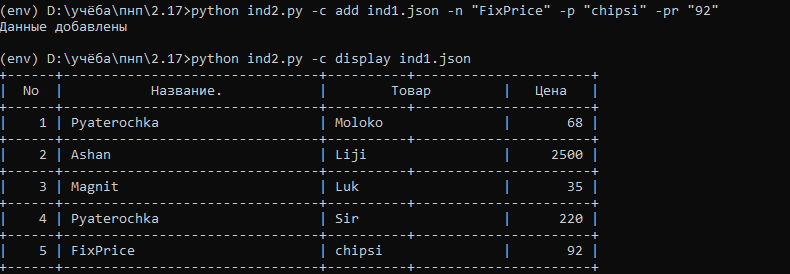 (env) D:\учёба\пнп\2.17>python ind2.py -c add ind1.json -n "FixPrice" -p "chipsi" -pr "92"
Данные добавлены
(env) D:\учёба\пнп\2.17>python ind2.py -c display ind1.json
+------+--------------------------------+----------+------------+----------+
| No | Название. | Товар | Цена |
+------+--------------------------------+----------+------------+----------+
| 1 | Pyaterochka | Moloko | 68 |
+------+--------------------------------+----------+------------+----------+
| 2 | Ashan | Liji | 2500 |
+------+--------------------------------+----------+------------+----------+
| 3 | Magnit | Luk | 35 |
+------+--------------------------------+----------+------------+----------+
| 4 | Pyaterochka | Sir | 220 |
+------+--------------------------------+----------+------------+----------+
| 5 | FixPrice | chipsi | 92 |
+------+--------------------------------+----------+------------+----------+